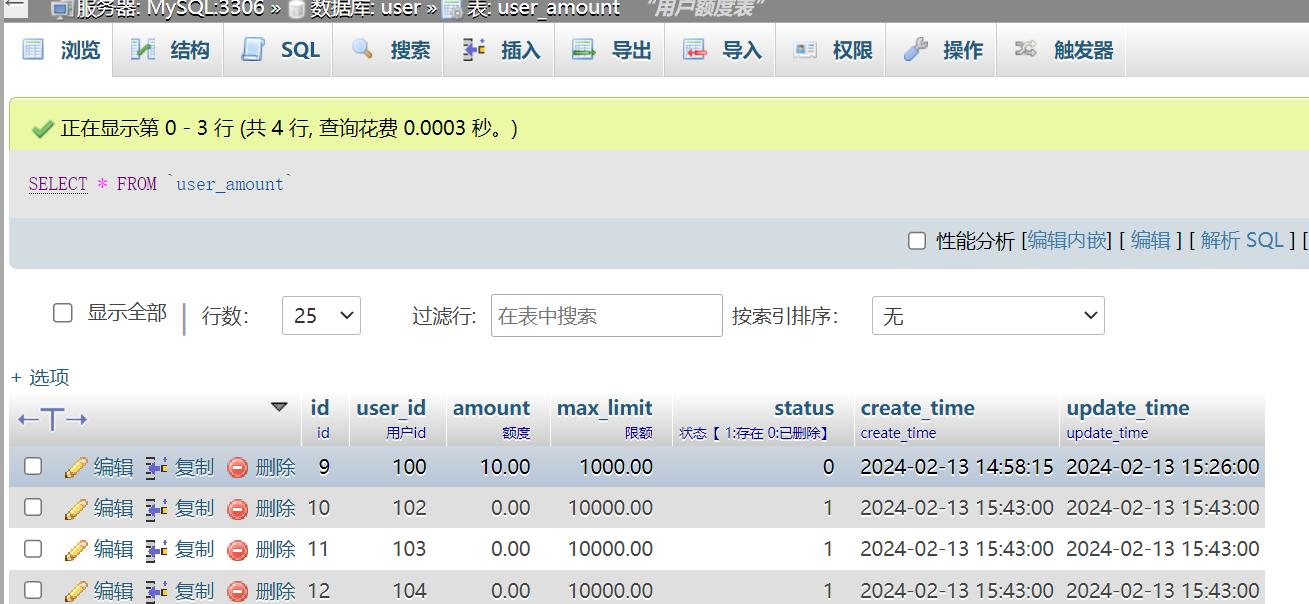 服务器: MySQL:3306 » 数据库: user » 表: user_amount “用户额度表”
浏览 结构 SQL 搜索 插入 导出 导入 权限 操作 触发器
正在显示第 0 - 3 行 (共 4 行, 查询花费 0.0003 秒。)
SELECT * FROM `user_amount`
性能分析 [编辑内嵌] [ 编辑 ] [ 解析 SQL ] [
显示全部 | 行数: 25 过滤行: 在表中搜索 按索引排序: 无
+ 选项
←T→ id user_id amount max_limit status create_time update_time
id 用户id 额度 限额 状态【 1:存在 0:已删除】 create_time update_time
编辑 复制 删除 9 100 10.00 1000.00 0 2024-02-13 14:58:15 2024-02-13 15:26:00
编辑 复制 删除 10 102 0.00 10000.00 1 2024-02-13 15:43:00 2024-02-13 15:43:00
编辑 复制 删除 11 103 0.00 10000.00 1 2024-02-13 15:43:00 2024-02-13 15:43:00
编辑 复制 删除 12 104 0.00 10000.00 1 2024-02-13 15:43:00 2024-02-13 15:43:00